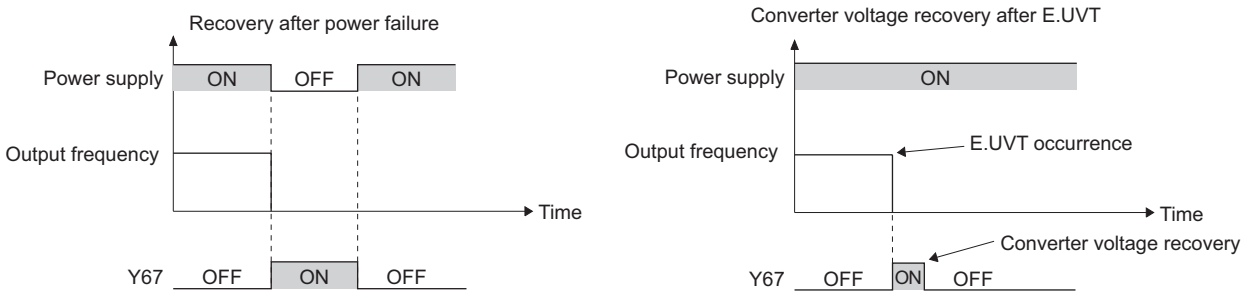 Recovery after power failure
Power supply ON OFF ON
Output frequency
Time
Y67 OFF ON OFF
Converter voltage recovery after E.UVT
Power supply ON
Output frequency E.UVT occurrence
Time
Converter voltage recovery
Y67 OFF ON OFF